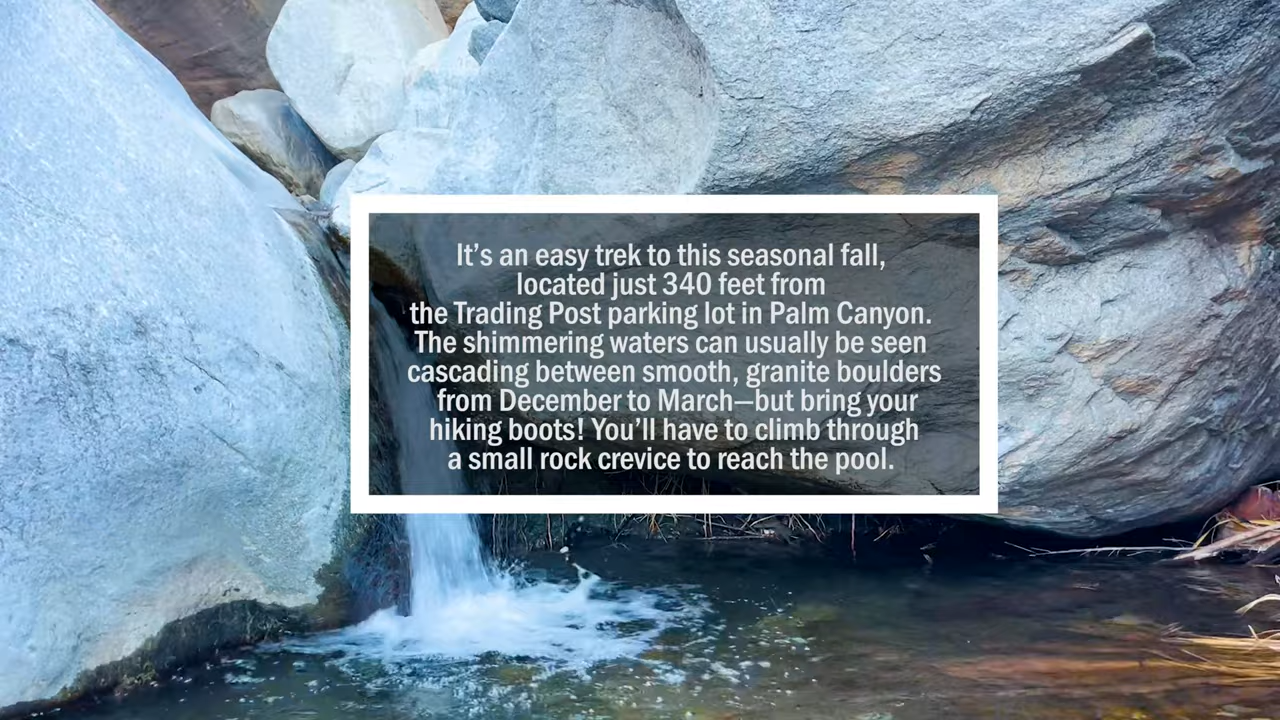 It’s an easy trek to this seasonal fall,
located just 340 feet from
the Trading Post parking lot in Palm Canyon.
The shimmering waters can usually be seen
cascading between smooth, granite boulders
from December to March—but bring your
hiking boots! You’ll have to climb through
a small rock crevice to reach the pool.